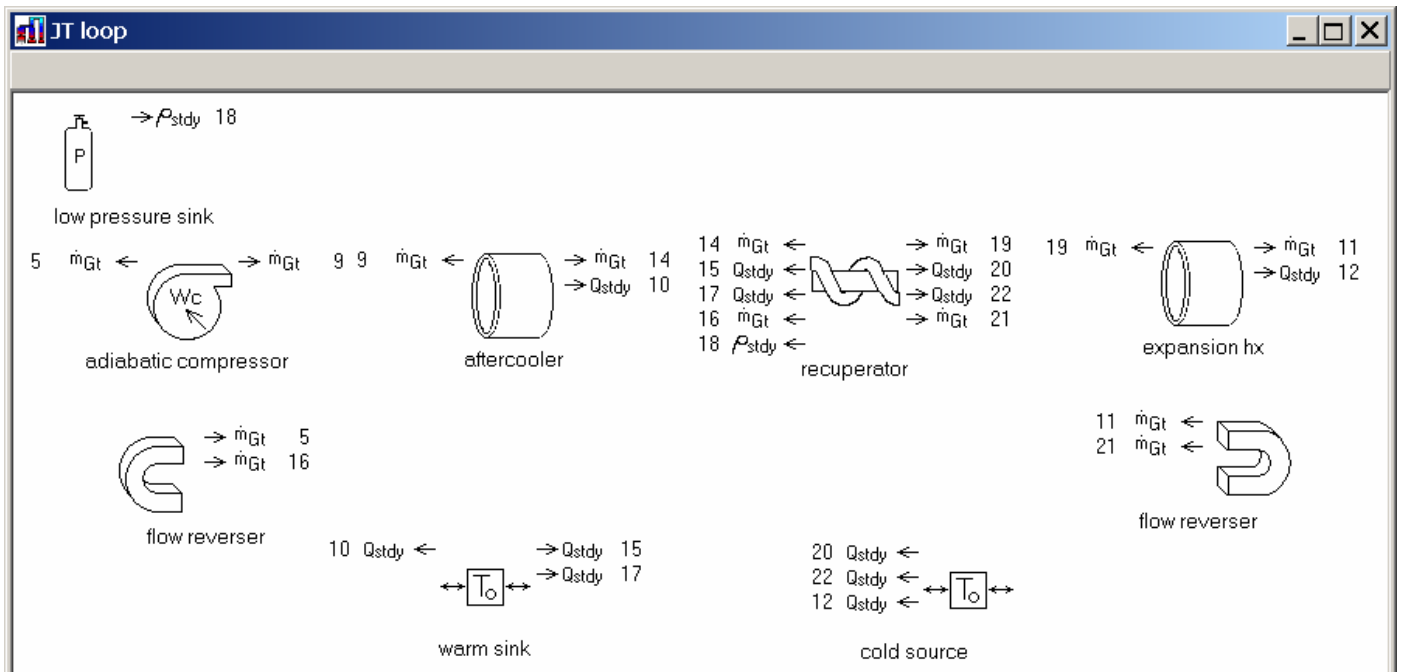 JT loop
→ρstdy 18
P
low pressure sink
5 ṁGt ← → ṁGt 9
Wc
adiabatic compressor
9 ṁGt ← → ṁGt 14
→Qstdy 10
aftercooler
14 ṁGt ← → ṁGt 19
15 Qstdy ← →Qstdy 20
17 Qstdy ← →Qstdy 22
16 ṁGt ← → ṁGt 21
18 ρstdy ←
recuperator
19 ṁGt ← → ṁGt 11
→Qstdy 12
expansion hx
→ ṁGt 5
→ ṁGt 16
flow reverser
11 ṁGt ←
21 ṁGt ←
flow reverser
10 Qstdy ← →Qstdy 15
→Qstdy 17
↔To↔
warm sink
20 Qstdy ←
22 Qstdy ←
12 Qstdy ←
↔To↔
cold source